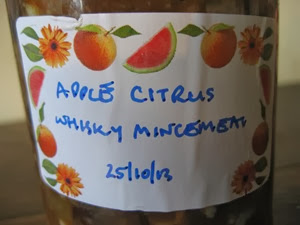 APPLE CITRUS
WHISKY MINCEMEAT
25/10/13